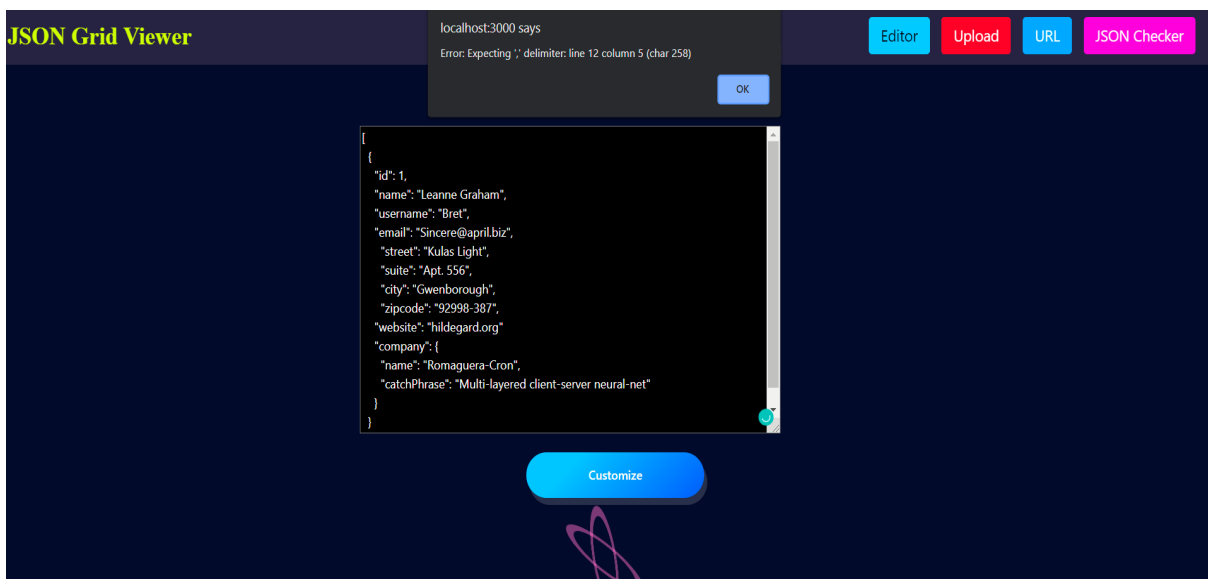 JSON Grid Viewer
localhost:3000 says
Error: Expecting ',' delimiter: line 12 column 5 (char 258)
OK
Editor
Upload
URL
JSON Checker
[
{
"id": 1,
"name": "Leanne Graham",
"username": "Bret",
"email": "Sincere@april.biz",
"street": "Kulas Light",
"suite": "Apt. 556",
"city": "Gwenborough",
"zipcode": "92998-387",
"website": "hildegard.org"
"company": {
"name": "Romaguera-Cron",
"catchPhrase": "Multi-layered client-server neural-net"
}
}
Customize